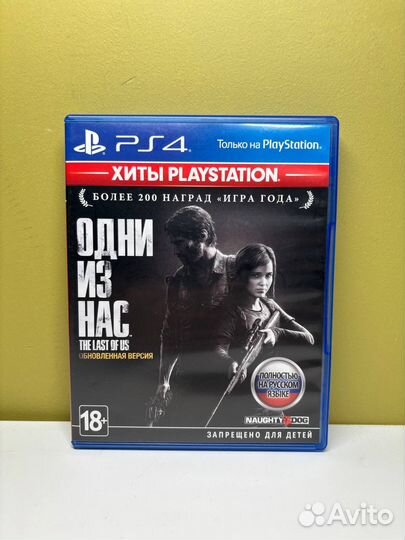 PS4
Только на PlayStation
ХИТЫ PLAYSTATION
БОЛЕЕ 200 НАГРАД «ИГРА ГОДА»
ОДНИ
ИЗ
НАС
THE LAST OF US
ОБНОВЛЕННАЯ ВЕРСИЯ
ПОЛНОСТЬЮ
НА РУССКОМ
ЯЗЫКЕ
18+
NAUGHTY DOG
ЗАПРЕЩЕНО ДЛЯ ДЕТЕЙ
Avito